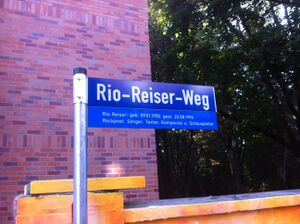 Rio-Reiser-Weg
Rio Reiser: geb. 09.01.1950, gest. 20.08.1996
Rockpoet, Sänger, Texter, Komponist u. Schauspieler